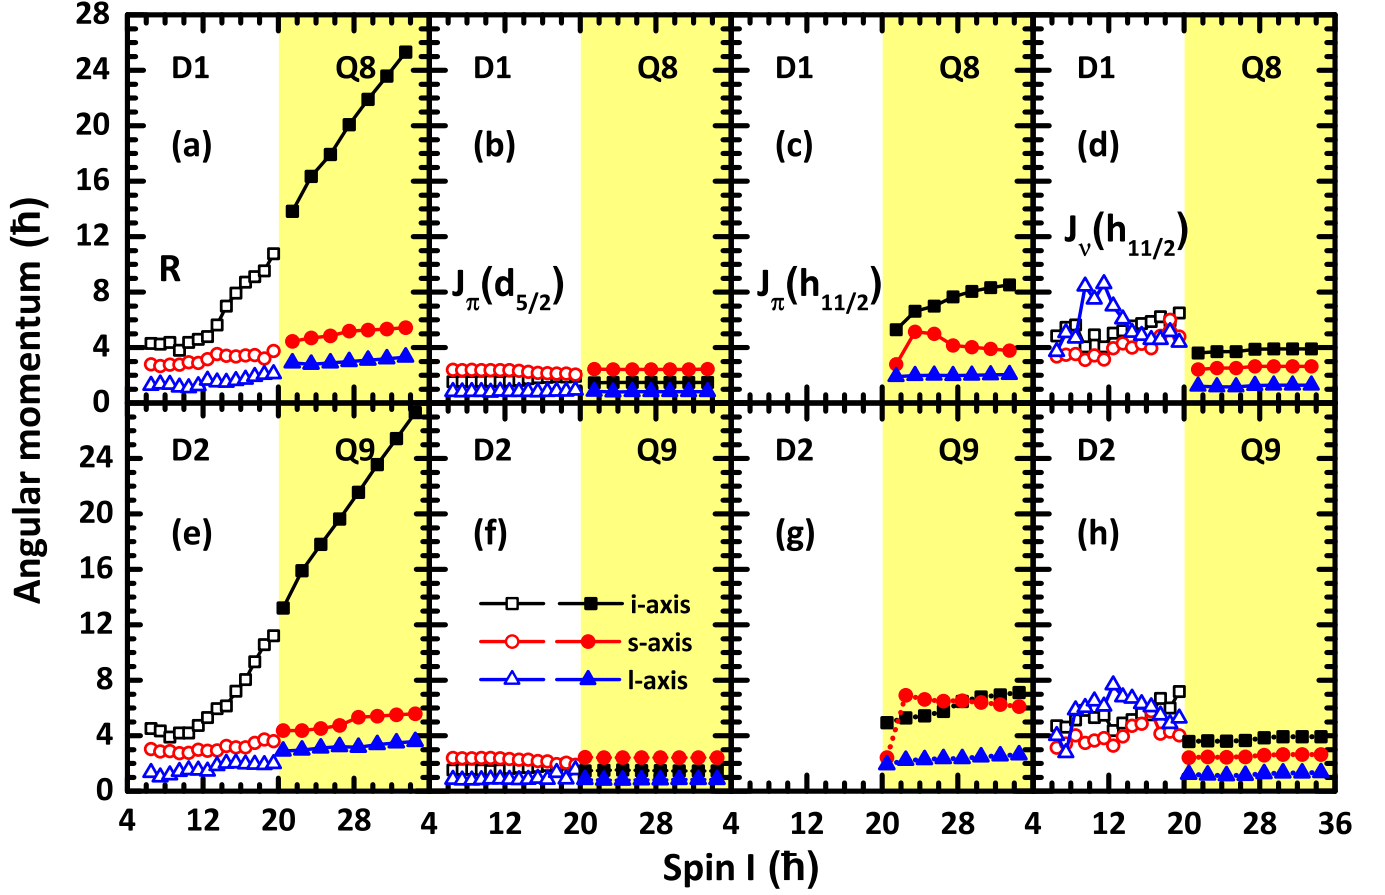 28
24
20
16
12
8
4
0
D1 Q8 D1 Q8 D1 Q8 D1 Q8
(a) (b) (c) (d)
R Jπ(d5/2) Jπ(h11/2) Jν(h11/2)
Angular momentum (ħ)
24
20
16
12
8
4
0
D2 Q9 D2 Q9 D2 Q9 D2 Q9
(e) (f) (g) (h)
i-axis
s-axis
l-axis
4 12 20 28 4 12 20 28 4 12 20 28 4 12 20 28 36
Spin I (ħ)